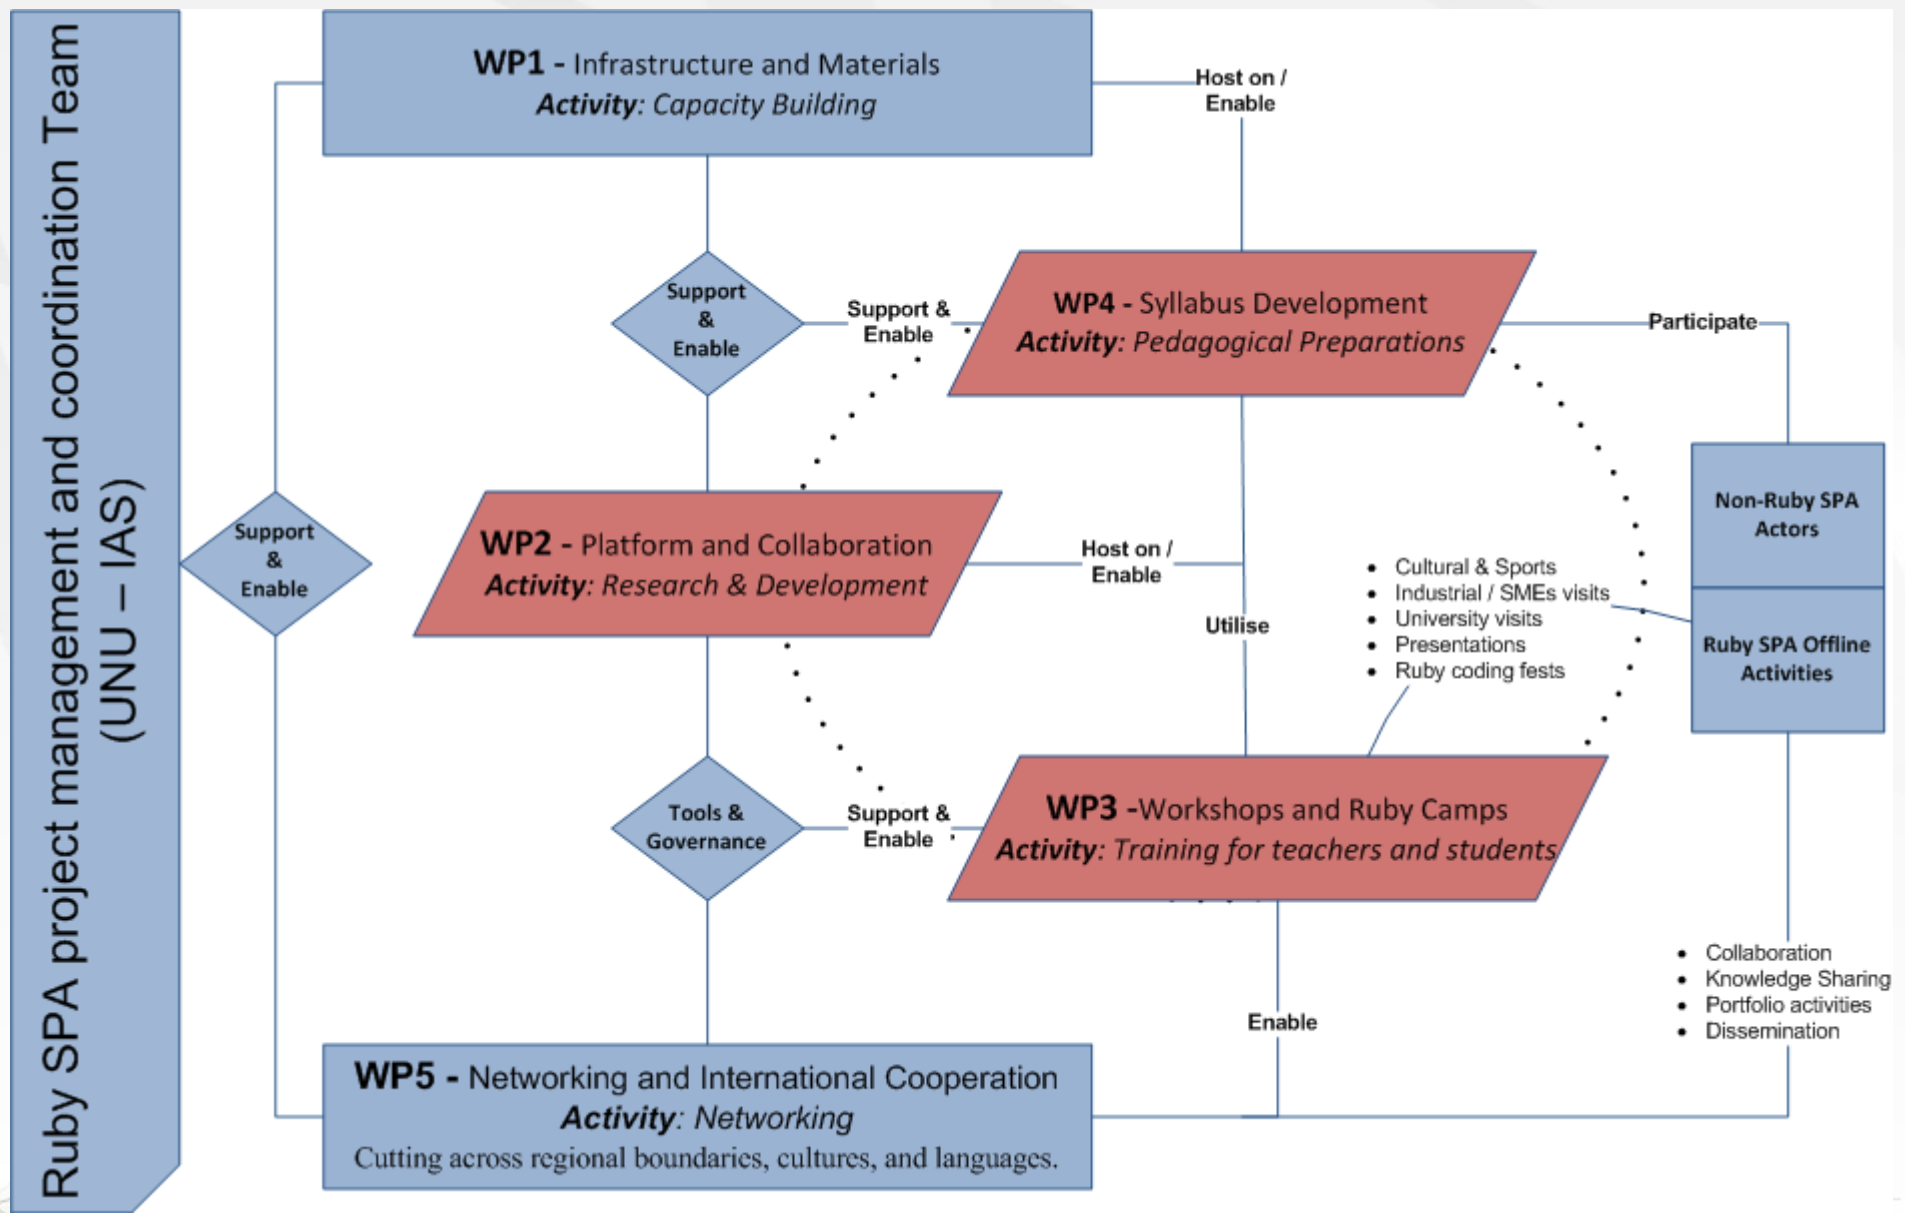 Ruby SPA project management and coordination Team
(UNU – IAS)
WP1 - Infrastructure and Materials
Activity: Capacity Building
Host on /
Enable
Support
&
Enable
Support &
Enable
WP4 - Syllabus Development
Activity: Pedagogical Preparations
Participate
Support
&
Enable
WP2 - Platform and Collaboration
Activity: Research & Development
Host on /
Enable
Utilise
• Cultural & Sports
• Industrial / SMEs visits
• University visits
• Presentations
• Ruby coding fests
Non-Ruby SPA
Actors
Ruby SPA Offline
Activities
Tools &
Governance
Support &
Enable
WP3 -Workshops and Ruby Camps
Activity: Training for teachers and students
• Collaboration
• Knowledge Sharing
• Portfolio activities
• Dissemination
Enable
WP5 - Networking and International Cooperation
Activity: Networking
Cutting across regional boundaries, cultures, and languages.